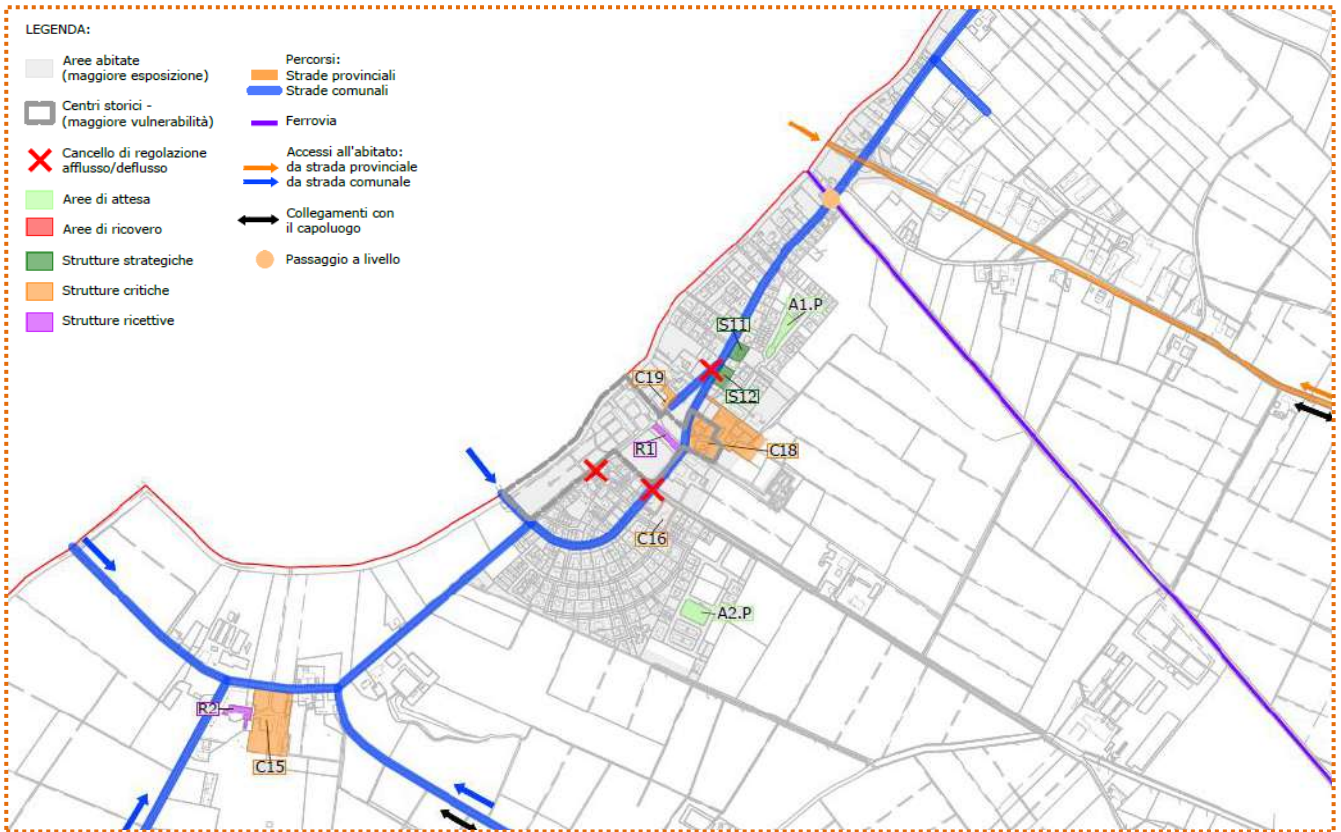 LEGENDA:
Aree abitate
(maggiore esposizione)
Centri storici -
(maggiore vulnerabilità)
Cancello di regolazione
afflusso/deflusso
Aree di attesa
Aree di ricovero
Strutture strategiche
Strutture critiche
Strutture ricettive
Percorsi:
Strade provinciali
Strade comunali
Ferrovia
Accessi all'abitato:
da strada provinciale
da strada comunale
Collegamenti con
il capoluogo
Passaggio a livello
A1.P
S11
C19
S12
R1
C18
C16
A2.P
R2
C15